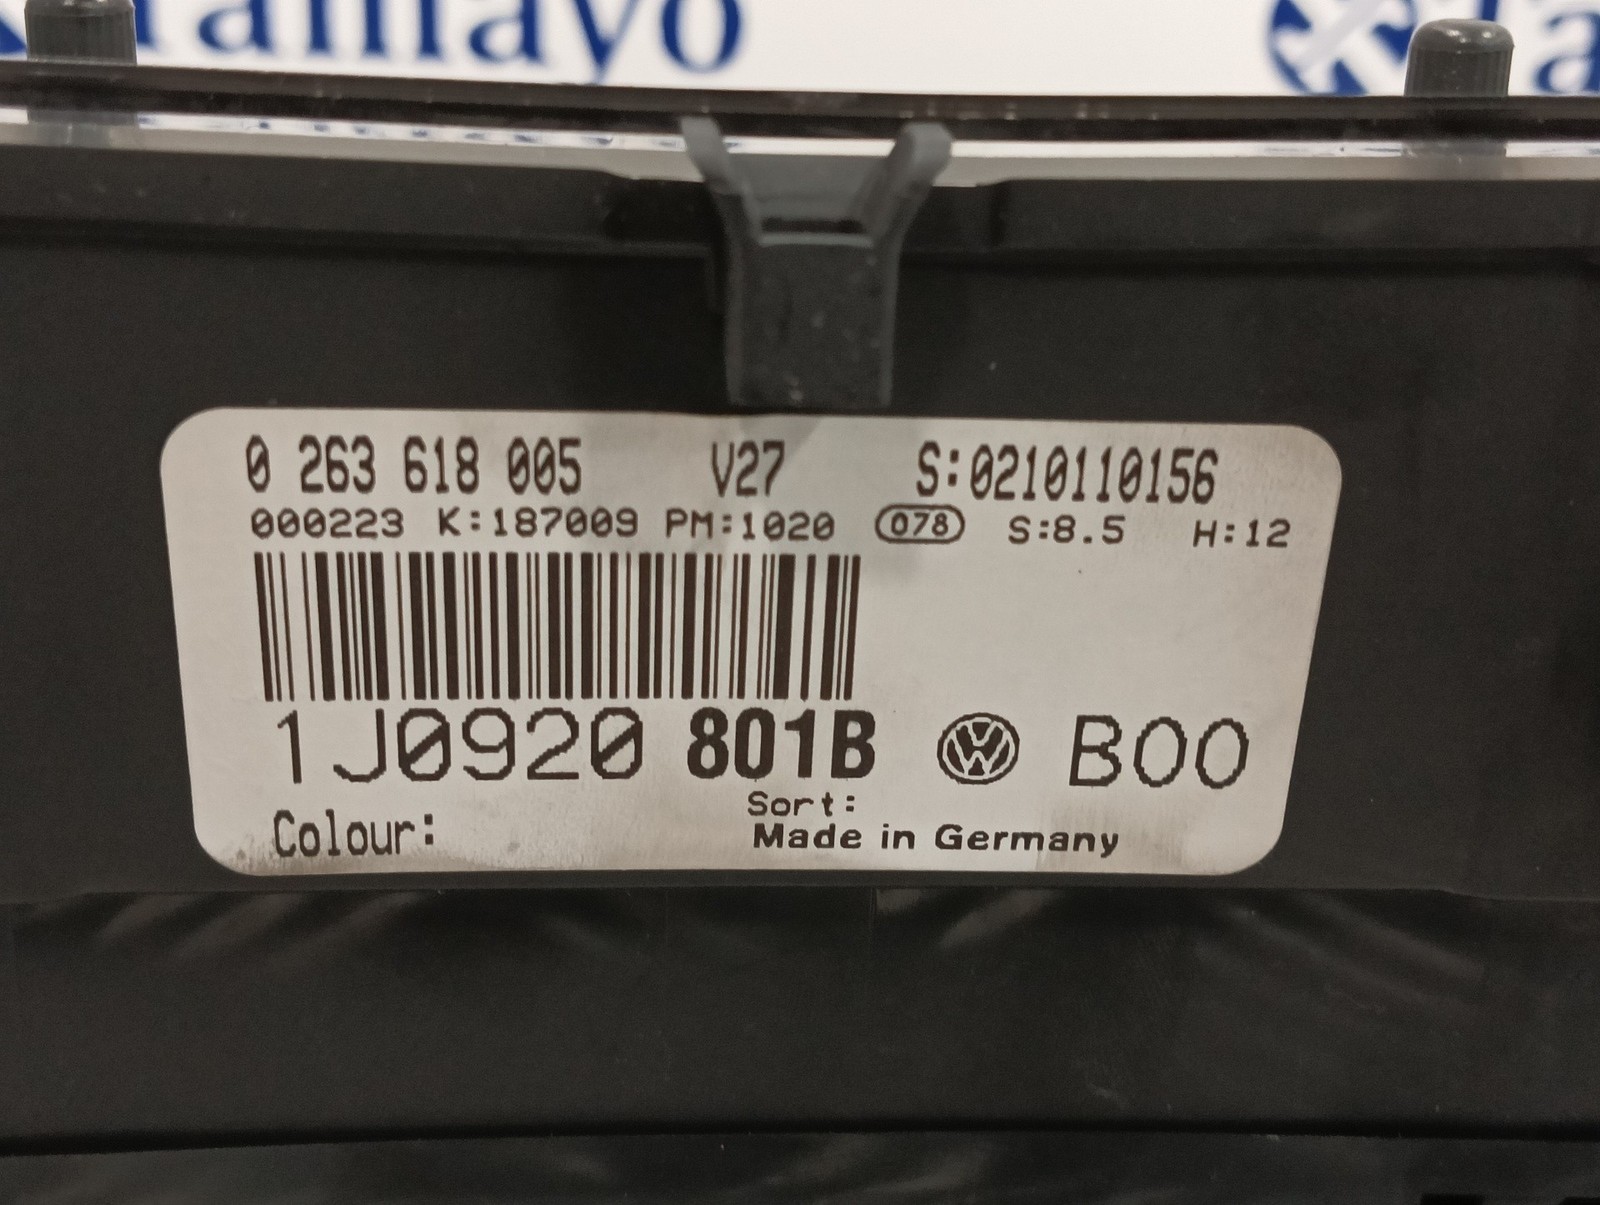 Tamayo
0 263 618 005 V27 S:0210110156
000223 K:187009 PM:1020 078 S:8.5 H:12
1J0920 801B B00
Colour: Sort:
Made in Germany